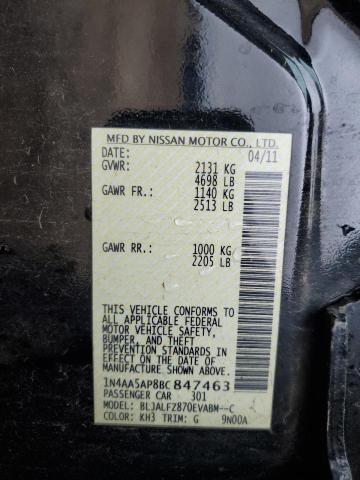 MFD BY NISSAN MOTOR CO., LTD.
DATE: 04/11
GVWR: 2131 KG
4698 LB
GAWR FR.: 1140 KG
2513 LB
GAWR RR.: 1000 KG
2205 LB
THIS VEHICLE CONFORMS TO
ALL APPLICABLE FEDERAL
MOTOR VEHICLE SAFETY,
BUMPER, AND THEFT
PREVENTION STANDARDS IN
EFFECT ON THE DATE OF
MANUFACTURE SHOWN ABOVE.
1N4AA5AP8BC847463
PASSENGER CAR 301
MODEL: BLJALFZ870EVABM--C
COLOR: KH3 TRIM: G 9N00A